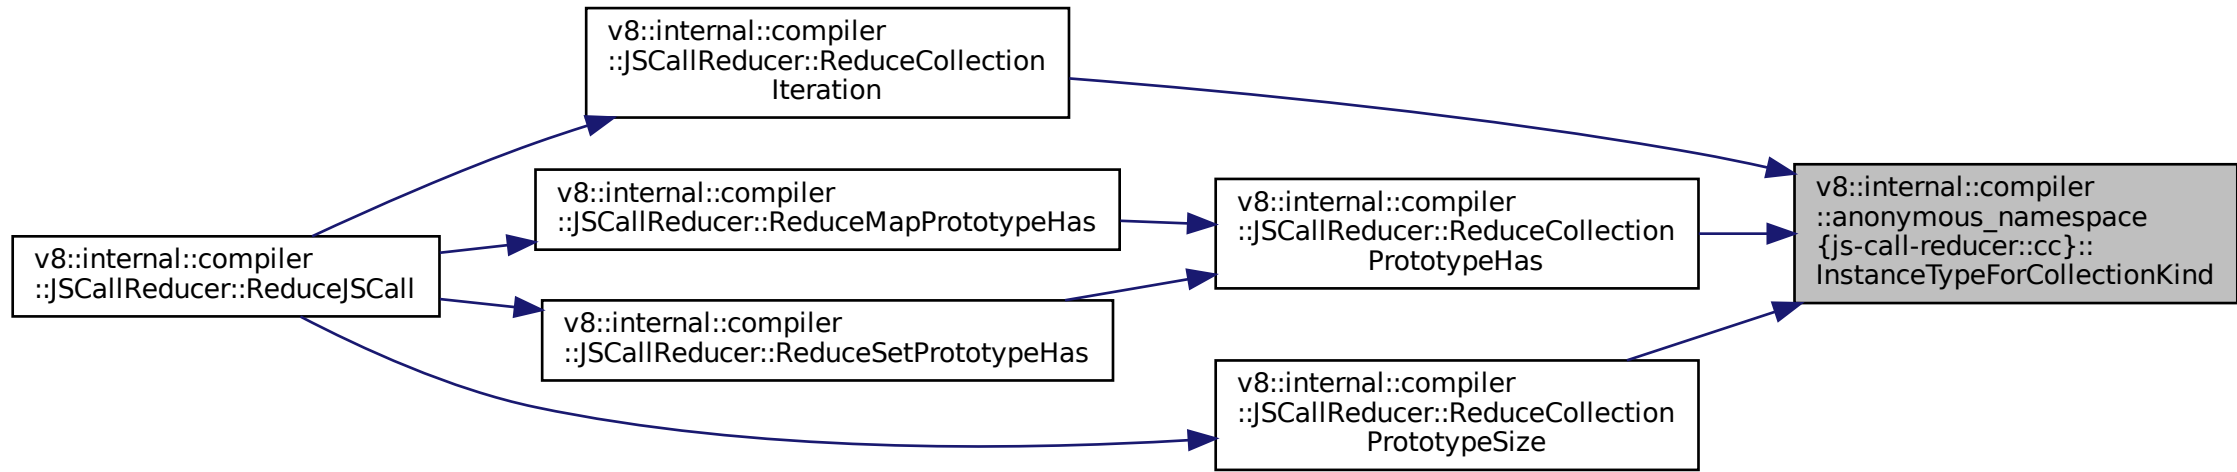 v8::internal::compiler
::JSCallReducer::ReduceCollection
Iteration
v8::internal::compiler
::JSCallReducer::ReduceMapPrototypeHas
v8::internal::compiler
::JSCallReducer::ReduceJSCall
v8::internal::compiler
::JSCallReducer::ReduceSetPrototypeHas
v8::internal::compiler
::JSCallReducer::ReduceCollection
PrototypeHas
v8::internal::compiler
::JSCallReducer::ReduceCollection
PrototypeSize
v8::internal::compiler
::anonymous_namespace
{js-call-reducer::cc}::
InstanceTypeForCollectionKind